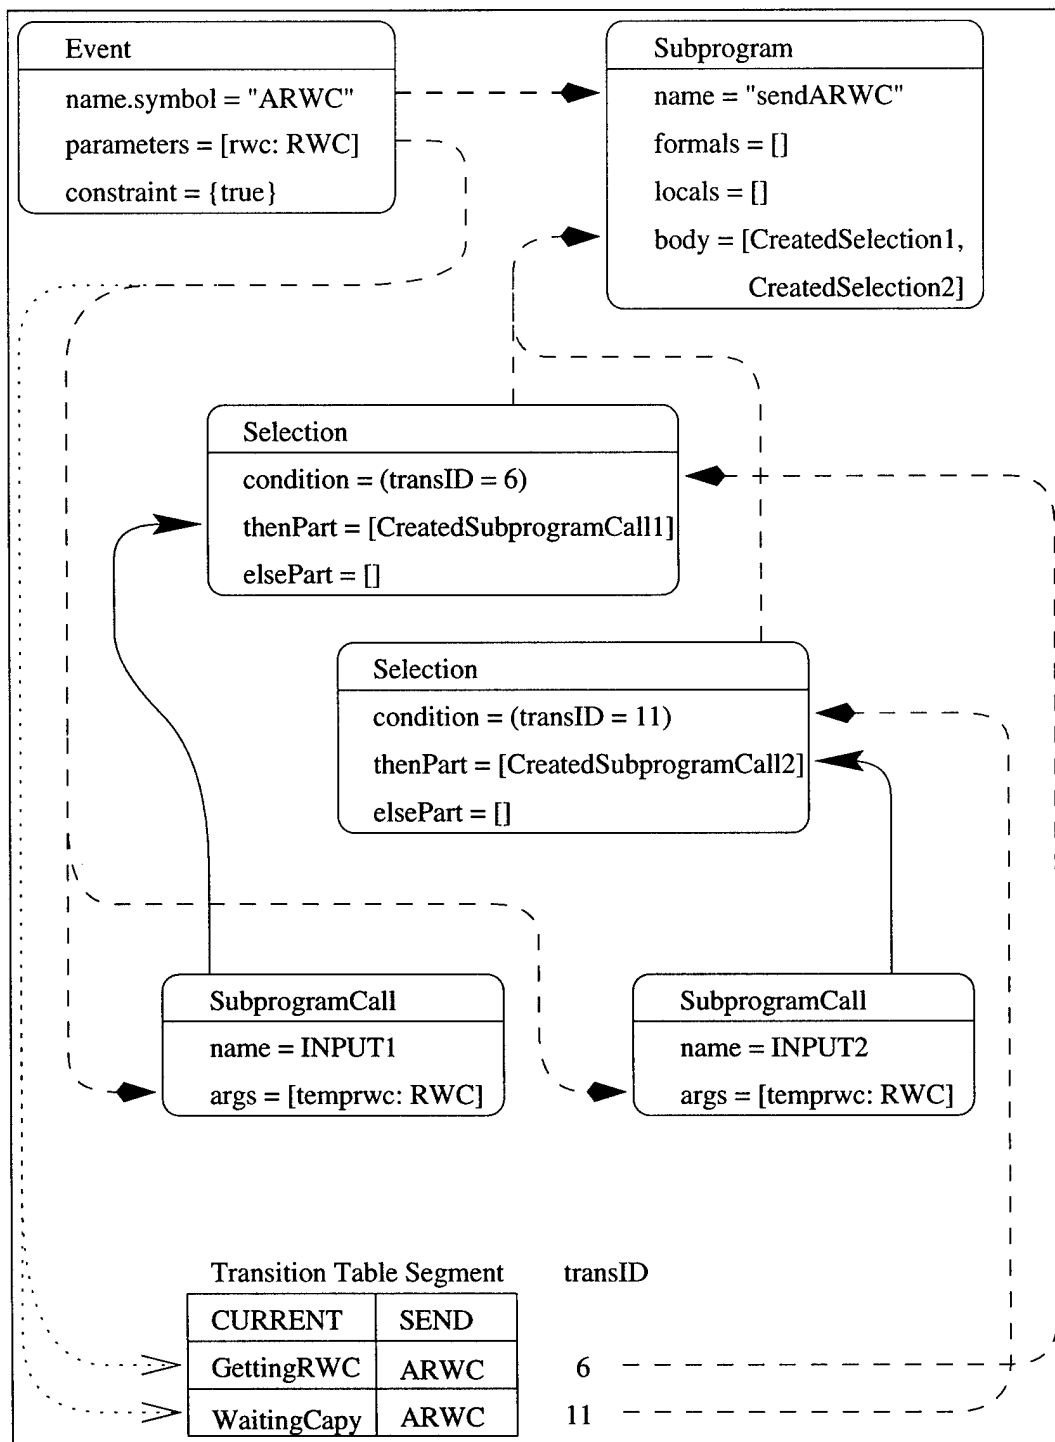 Event
name.symbol = "ARWC"
parameters = [rwc: RWC]
constraint = {true}
Subprogram
name = "sendARWC"
formals = []
locals = []
body = [CreatedSelection1,
CreatedSelection2]
Selection
condition = (transID = 6)
thenPart = [CreatedSubprogramCall1]
elsePart = []
Selection
condition = (transID = 11)
thenPart = [CreatedSubprogramCall2]
elsePart = []
SubprogramCall
name = INPUT1
args = [temprwc: RWC]
SubprogramCall
name = INPUT2
args = [temprwc: RWC]
Transition Table Segment transID
CURRENT SEND
GettingRWC ARWC 6
WaitingCapy ARWC 11